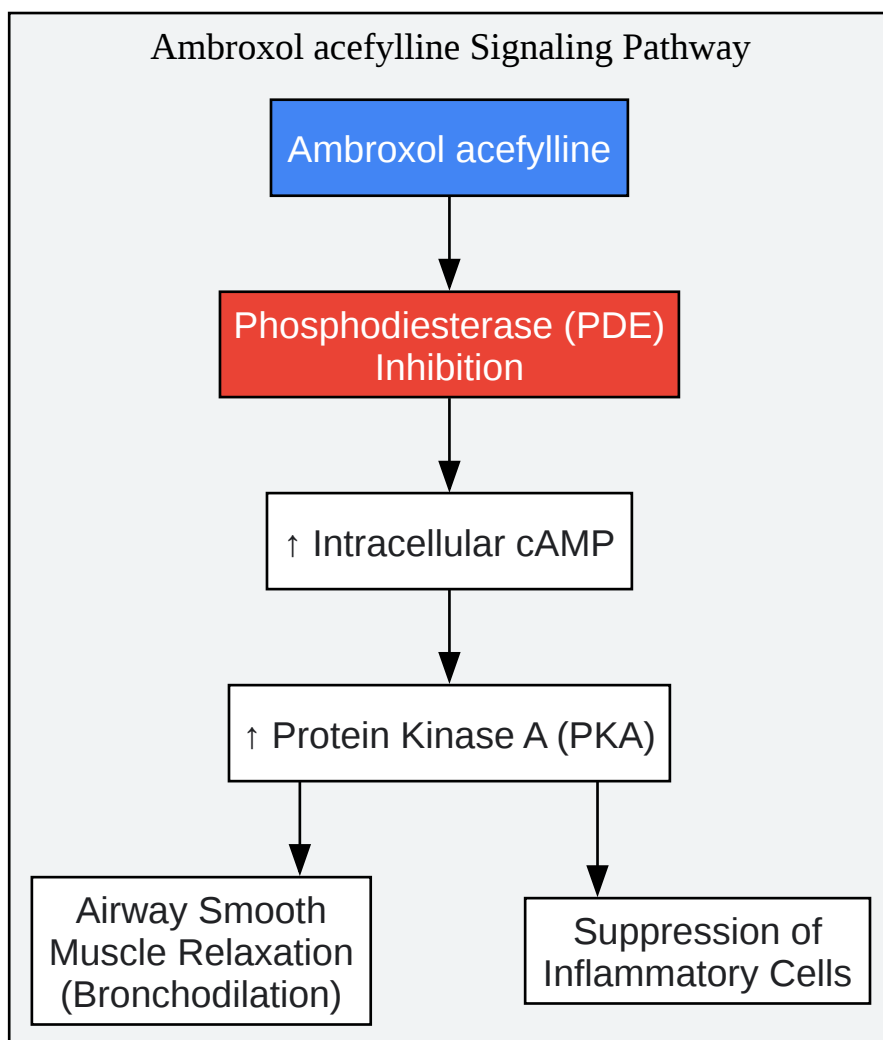 Ambroxol acefylline Signaling Pathway
Ambroxol acefylline
Phosphodiesterase (PDE)
Inhibition
↑ Intracellular cAMP
↑ Protein Kinase A (PKA)
Airway Smooth
Muscle Relaxation
(Bronchodilation)
Suppression of
Inflammatory Cells